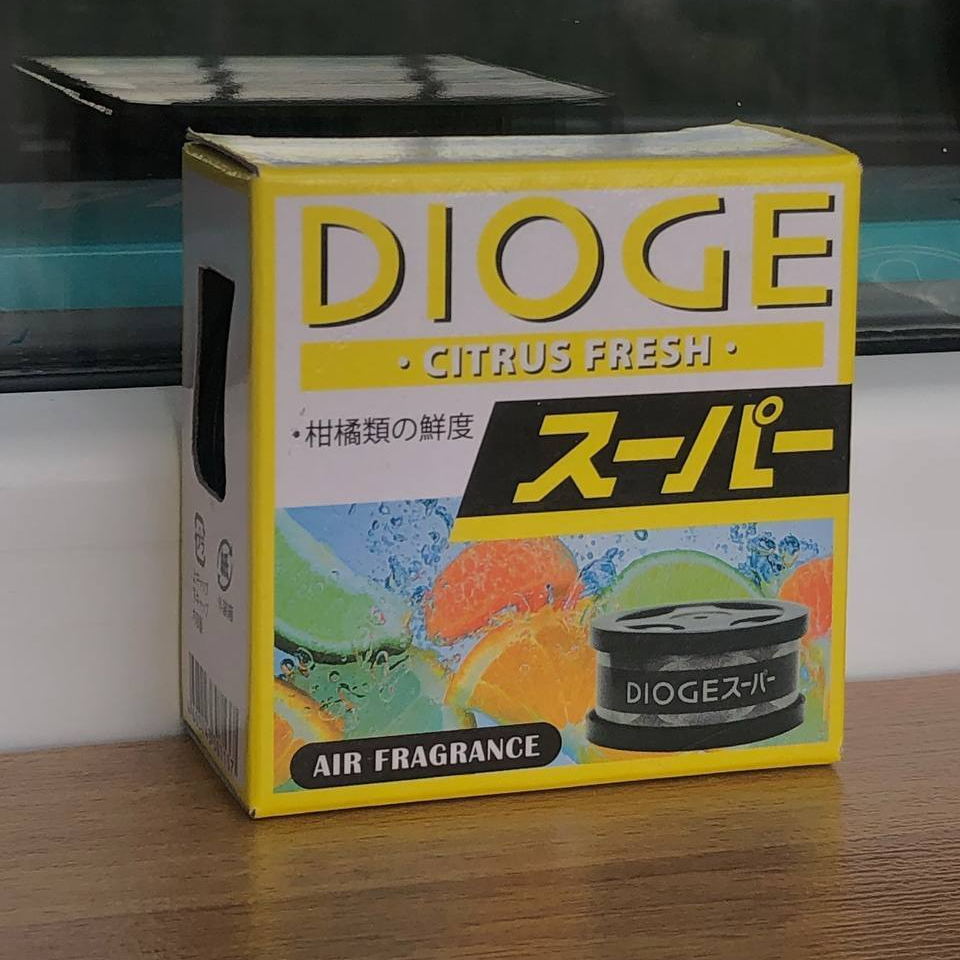 DIOGE
· CITRUS FRESH ·
・柑橘類の鮮度
スーパー
DIOGEスーパー
AIR FRAGRANCE